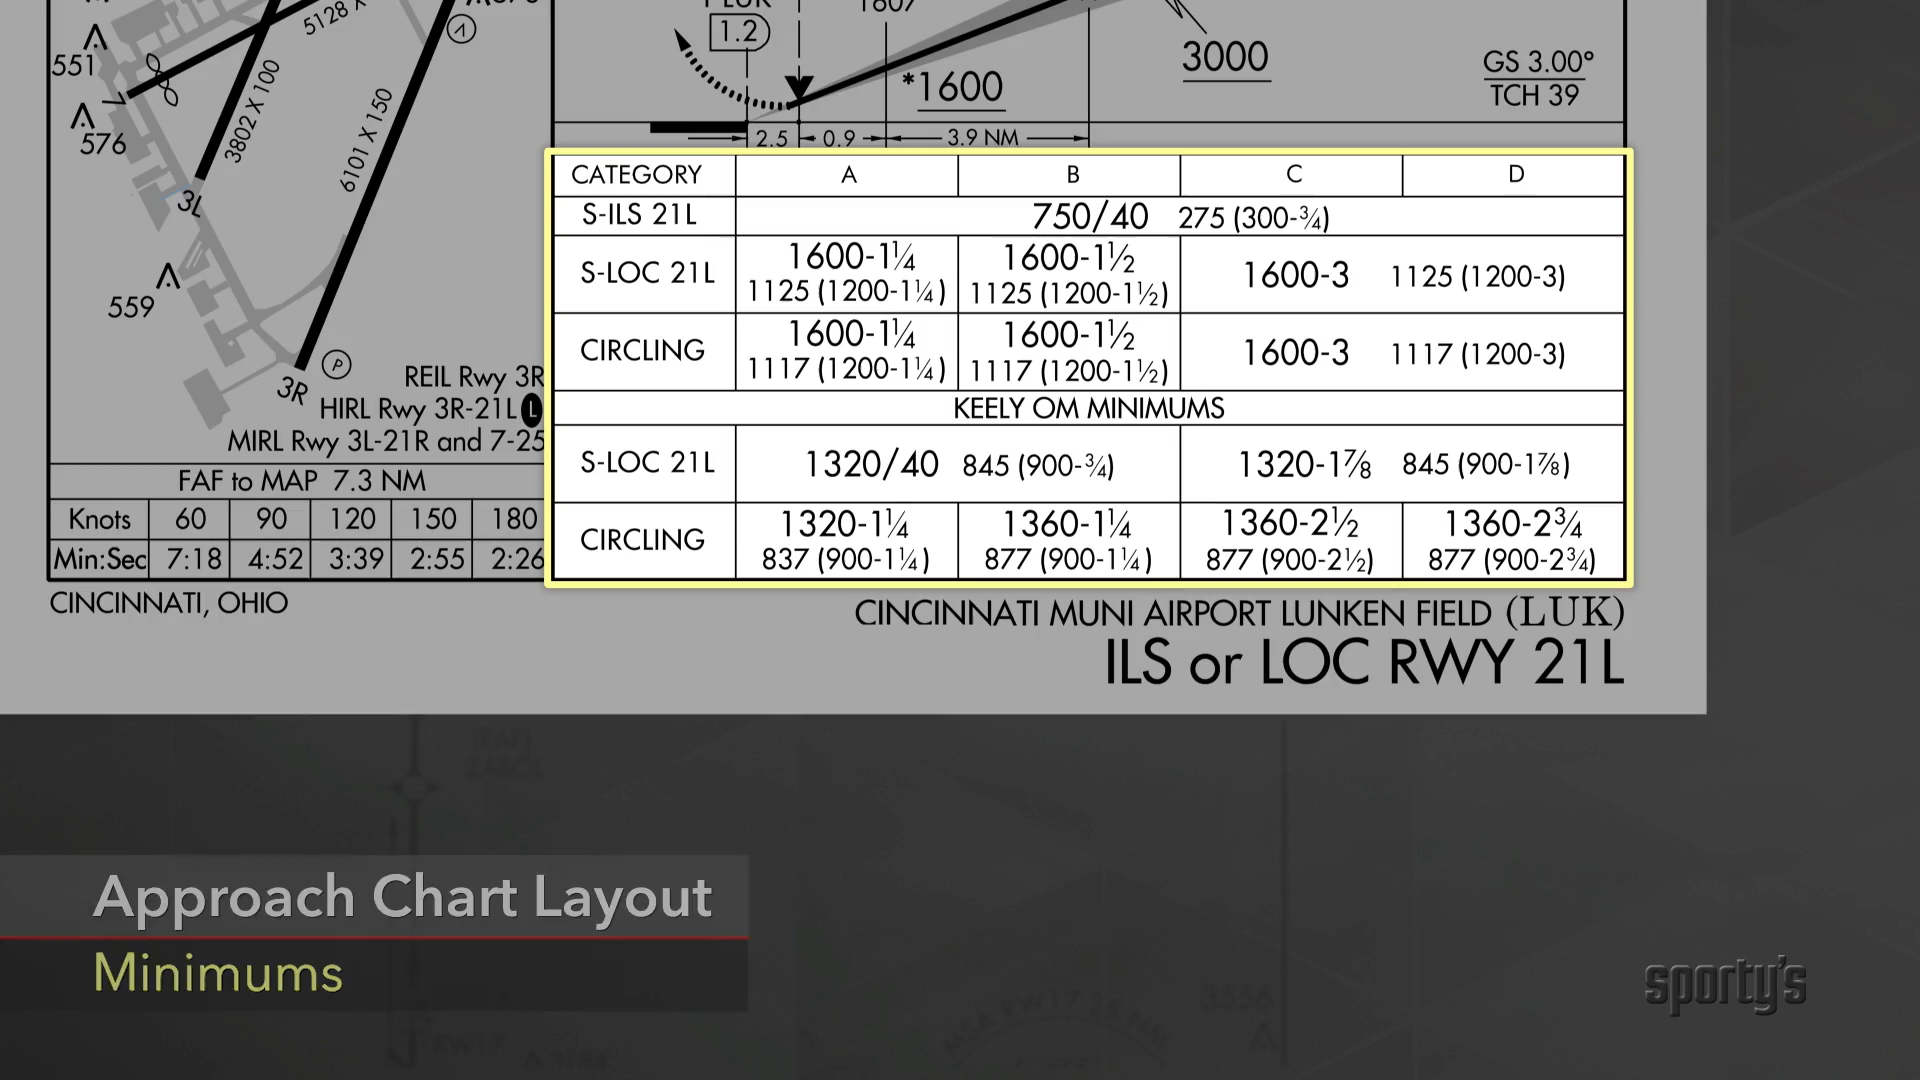 5128 X
1.2
1607
551
1
3000
GS 3.00°
TCH 39
*1600
576
3802 X 100
6101 X 150
7
2.5 0.9 3.9 NM
3L
559
3R
P
REIL Rwy 3R
HIRL Rwy 3R-21L L
MIRL Rwy 3L-21R and 7-25
FAF to MAP 7.3 NM
Knots 60 90 120 150 180
Min:Sec 7:18 4:52 3:39 2:55 2:26
CATEGORY A B C D
S-ILS 21L 750/40 275 (300-¾)
S-LOC 21L 1600-1¼ 1125 (1200-1¼) 1600-1½ 1125 (1200-1½) 1600-3 1125 (1200-3)
CIRCLING 1600-1¼ 1117 (1200-1¼) 1600-1½ 1117 (1200-1½) 1600-3 1117 (1200-3)
KEELY OM MINIMUMS
S-LOC 21L 1320/40 845 (900-¾) 1320-1⅞ 845 (900-1⅞)
CIRCLING 1320-1¼ 837 (900-1¼) 1360-1¼ 877 (900-1¼) 1360-2½ 877 (900-2½) 1360-2¾ 877 (900-2¾)
CINCINNATI, OHIO
CINCINNATI MUNI AIRPORT LUNKEN FIELD (LUK)
ILS or LOC RWY 21L
Approach Chart Layout
Minimums
sporty's
3556
MSA RW17 25 NM
RW17